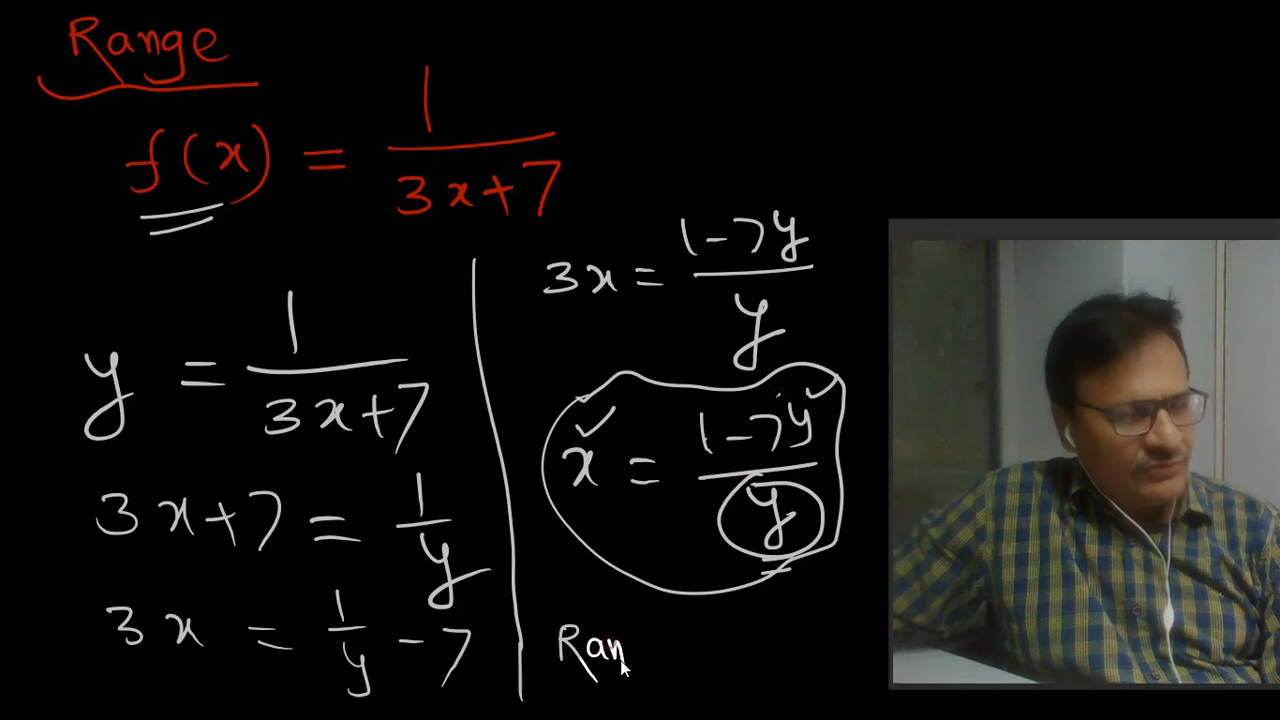 Range
f(x) = 1/(3x+7)
y = 1/(3x+7)
3x+7 = 1/y
3x = 1/y - 7
3x = (1-7y)/y
x = (1-7y)/y
Ran